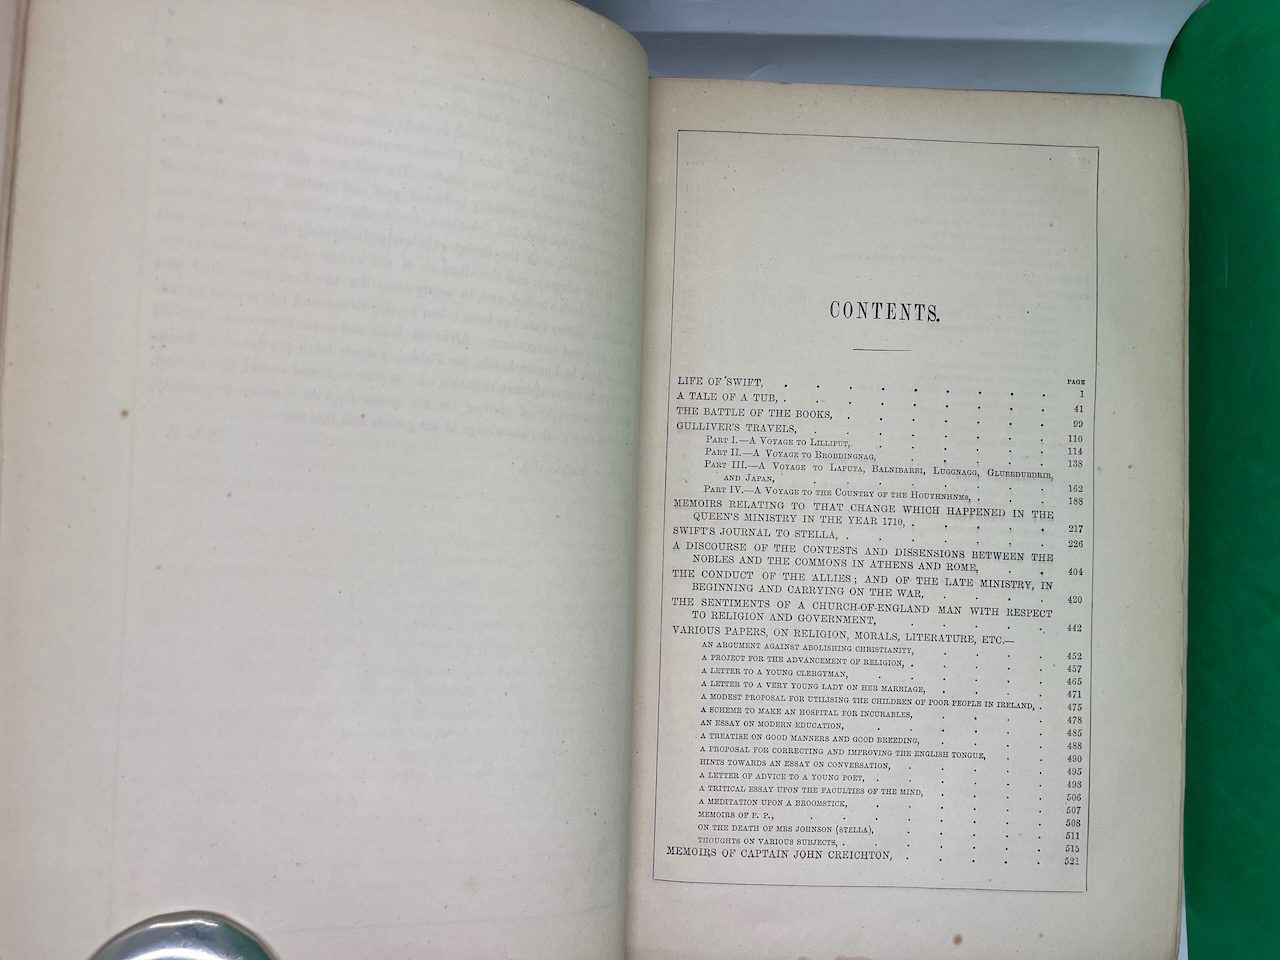 CONTENTS.
PAGE
LIFE OF SWIFT, 1
A TALE OF A TUB, 41
THE BATTLE OF THE BOOKS, 99
GULLIVER'S TRAVELS, 110
PART I.—A VOYAGE TO LILLIPUT, 114
PART II.—A VOYAGE TO BROBDINGNAG, 138
PART III.—A VOYAGE TO LAPUTA, BALNIBARBI, LUGGNAGG, GLUBBDUBDRIB,
AND JAPAN, 162
PART IV.—A VOYAGE TO THE COUNTRY OF THE HOUYHNHNMS, 188
MEMOIRS RELATING TO THAT CHANGE WHICH HAPPENED IN THE
QUEEN'S MINISTRY IN THE YEAR 1710, 217
SWIFT'S JOURNAL TO STELLA, 226
A DISCOURSE OF THE CONTESTS AND DISSENSIONS BETWEEN THE
NOBLES AND THE COMMONS IN ATHENS AND ROME, 404
THE CONDUCT OF THE ALLIES; AND OF THE LATE MINISTRY, IN
BEGINNING AND CARRYING ON THE WAR, 420
THE SENTIMENTS OF A CHURCH-OF-ENGLAND MAN WITH RESPECT
TO RELIGION AND GOVERNMENT, 442
VARIOUS PAPERS, ON RELIGION, MORALS, LITERATURE, ETC.—
AN ARGUMENT AGAINST ABOLISHING CHRISTIANITY, 452
A PROJECT FOR THE ADVANCEMENT OF RELIGION, 457
A LETTER TO A YOUNG CLERGYMAN, 465
A LETTER TO A VERY YOUNG LADY ON HER MARRIAGE, 471
A MODEST PROPOSAL FOR UTILISING THE CHILDREN OF POOR PEOPLE IN IRELAND, 475
A SCHEME TO MAKE AN HOSPITAL FOR INCURABLES, 478
AN ESSAY ON MODERN EDUCATION, 485
A TREATISE ON GOOD MANNERS AND GOOD BREEDING, 488
A PROPOSAL FOR CORRECTING AND IMPROVING THE ENGLISH TONGUE, 490
HINTS TOWARDS AN ESSAY ON CONVERSATION, 495
A LETTER OF ADVICE TO A YOUNG POET, 498
A TRITICAL ESSAY UPON THE FACULTIES OF THE MIND, 506
A MEDITATION UPON A BROOMSTICK, 507
MEMOIRS OF P. P., 508
ON THE DEATH OF MRS JOHNSON (STELLA), 511
THOUGHTS ON VARIOUS SUBJECTS, 515
MEMOIRS OF CAPTAIN JOHN CREICHTON, 521